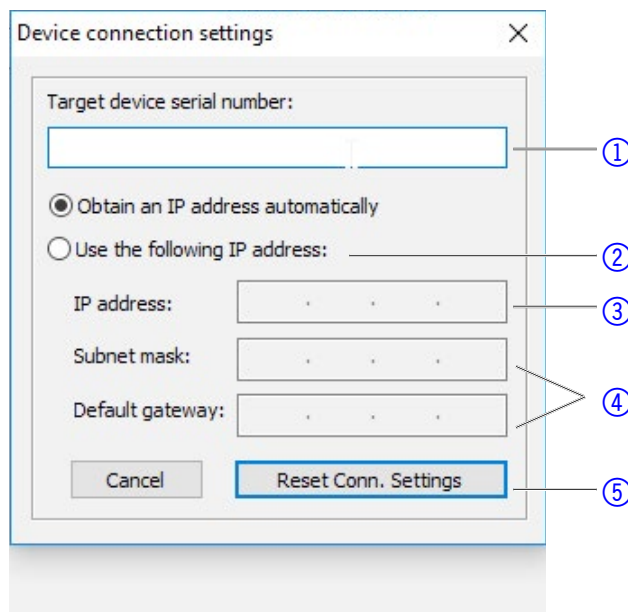 Device connection settings
Target device serial number:
①
Obtain an IP address automatically
Use the following IP address:
②
IP address: . . .
③
Subnet mask: . . .
④
Default gateway: . . .
Cancel Reset Conn. Settings
⑤